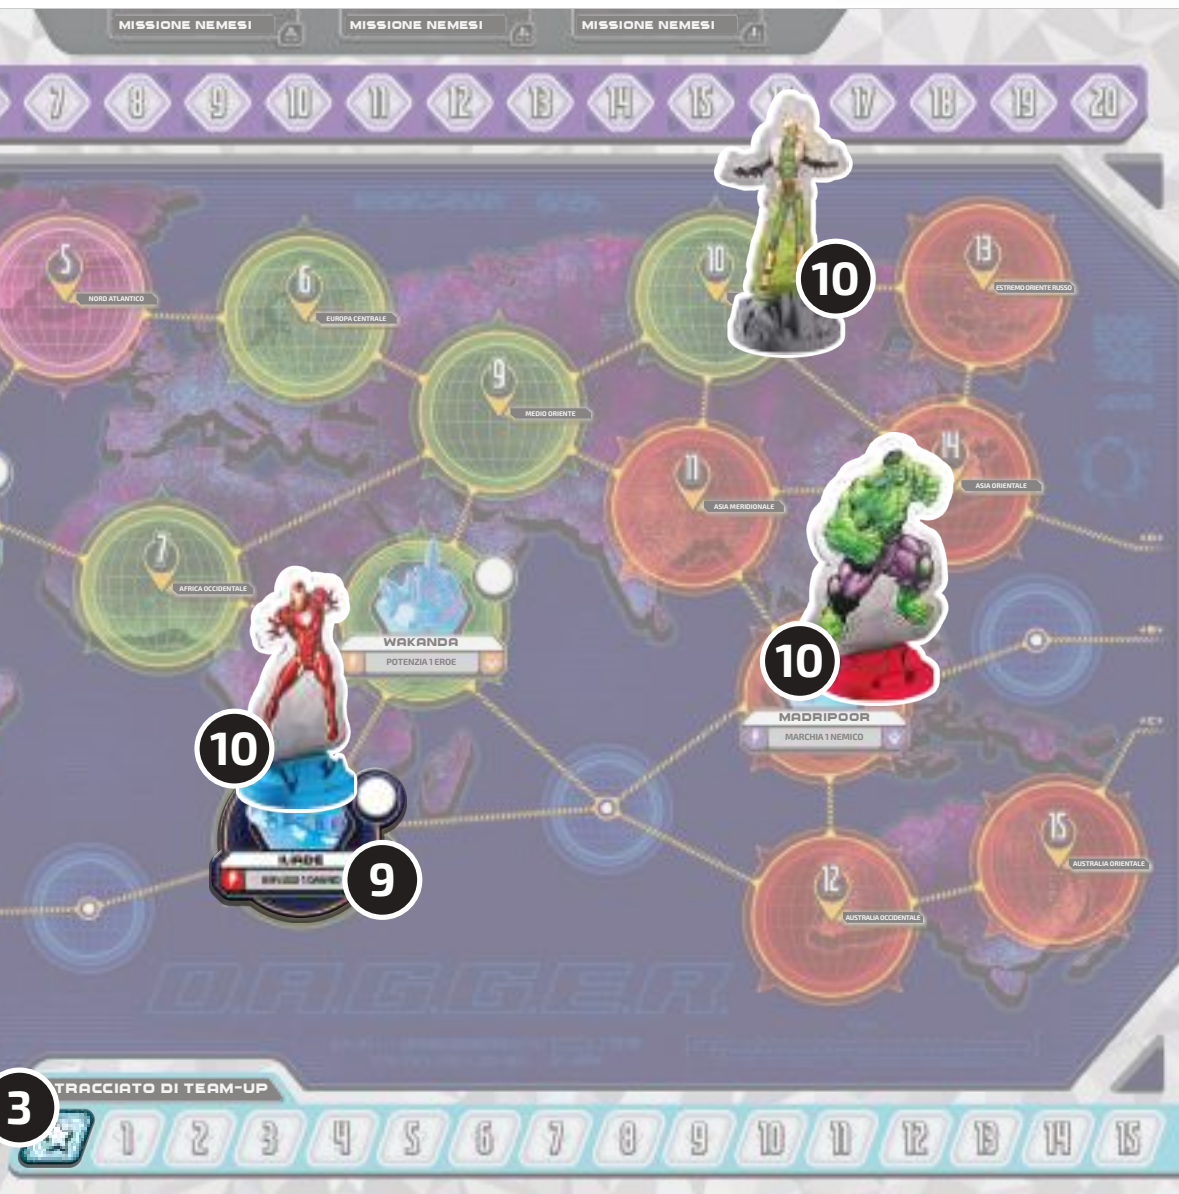 MISSIONE NEMESI
MISSIONE NEMESI
MISSIONE NEMESI
7 8 9 10 11 12 13 14 15 17 18 19 20
5
NORD ATLANTICO
6
EUROPA CENTRALE
10
10
13
ESTREMO ORIENTE RUSSO
9
MEDIO ORIENTE
11
ASIA MERIDIONALE
14
ASIA ORIENTALE
7
AFRICA OCCIDENTALE
WAKANDA
POTENZIA 1 EROE
10
MADRIPOOR
MARCHIA 1 NEMICO
10
ILIADE
9
12
AUSTRALIA OCCIDENTALE
15
AUSTRALIA ORIENTALE
D.A.G.G.E.R.
3
TRACCIATO DI TEAM-UP
1 2 3 4 5 6 7 8 9 10 11 12 13 14 15